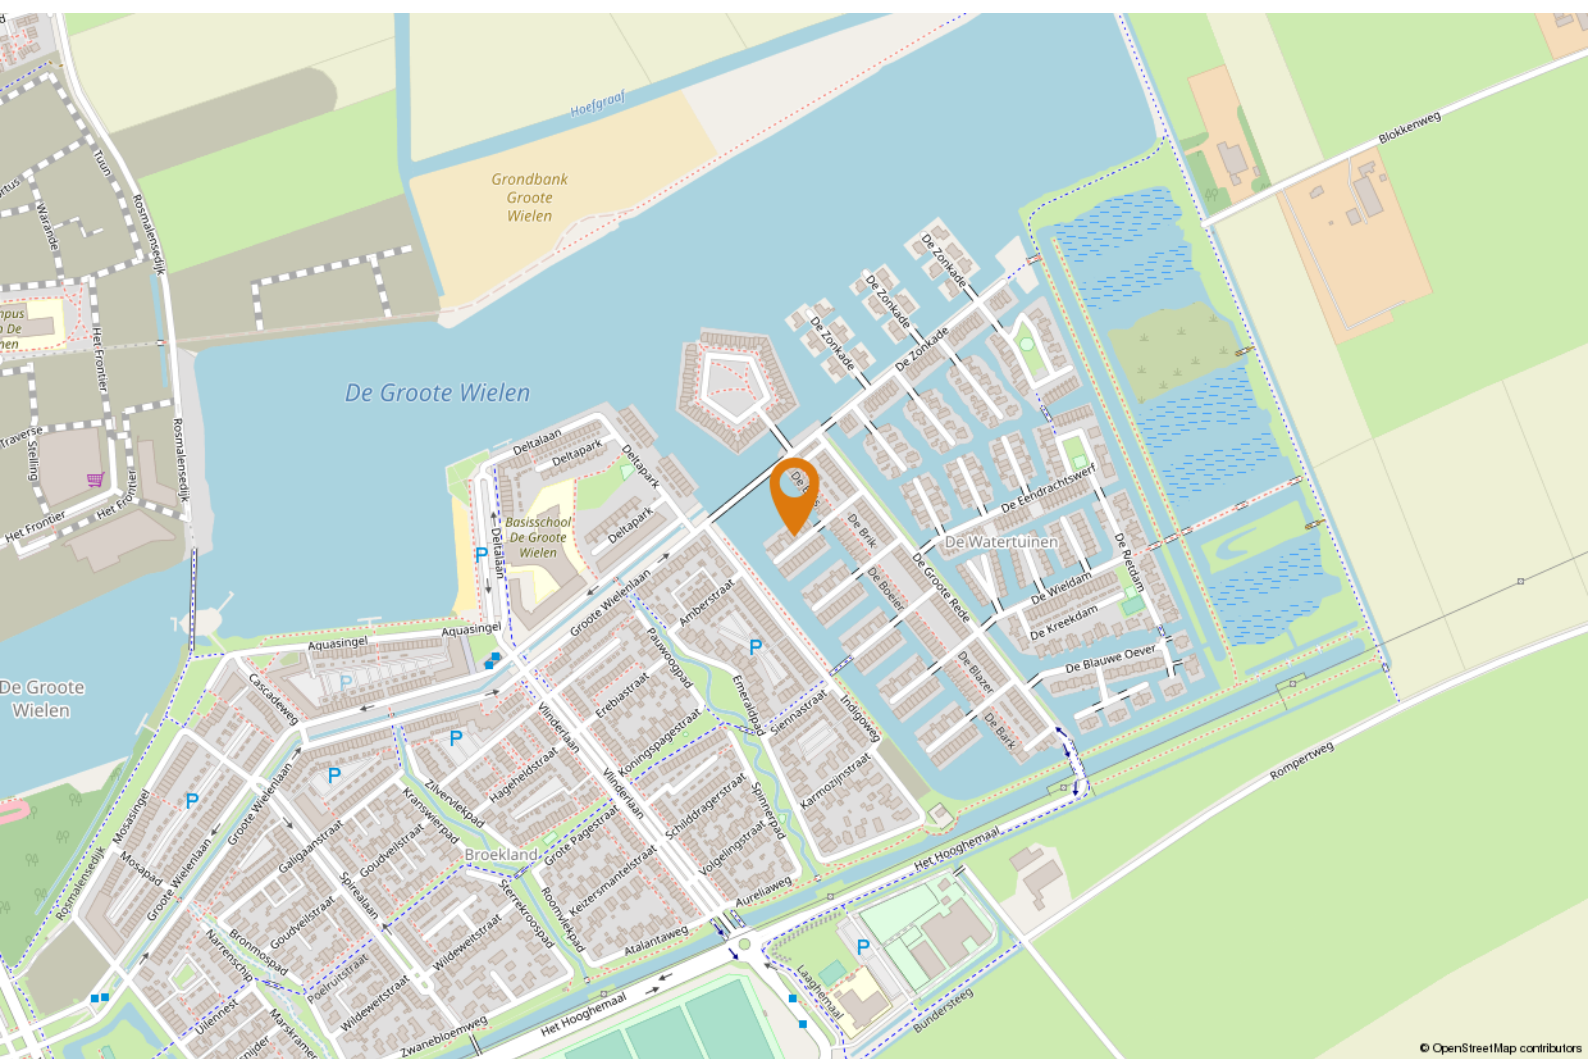 Hoefgraaf
Blokkenweg
Tuun
Grondbank
Groote
Wielen
Warande
Rosmalensedijk
De Zonkade
De Zonkade
De Zonkade
De Zonkade
Het Frontier
De Groote Wielen
Traverse
Stelling
Rosmalensedijk
Het Frontier
Het Frontier
Deltalaan
Deltapark
Deltapark
Deltapark
Deltalaan
Basisschool
De Groote
Wielen
P
De Eendrachtswerf
De Brik
De Watertuinen
De Rietdam
De Groote Rede
De Boeier
De Wieldam
De Kreekdam
De Blauwe Oever
De Blazer
De Bark
Groote Wielenlaan
Amberstraat
P
Pauwoogpad
Aquasingel
Aquasingel
De Groote
Wielen
P
Cascadeweg
Erebiastraat
Emeraldpad
Siennastraat
Indigoweg
Vlinderlaan
Koningspagestraat
P
P
P
Hageheldstraat
Vlinderlaan
Karmozijnstraat
Rompertweg
Zilverviekpad
Kranswierpad
Schilddragerstraat
Spinnerpad
Mosasingel
Groote Wielenlaan
Galigaanstraat
Goudveilstraat
Grote Pagestraat
Volgelingstraat
Het Hooghemaal
Broekland
Mosapad
Groote Wielenlaan
Spirealaan
Keizersmantelstraat
Aureliaweg
Rosmalensedijk
Sterrekroospad
Roomvlekpad
Goudveilstraat
Wildeweitstraat
Atalantaweg
Bronmospad
Narrenschip
Poelruitstraat
Wildeweitstraat
P
Laaghemaal
Bundersteeg
Uilennest
Het Hooghemaal
Zwanebloemweg
© OpenStreetMap contributors